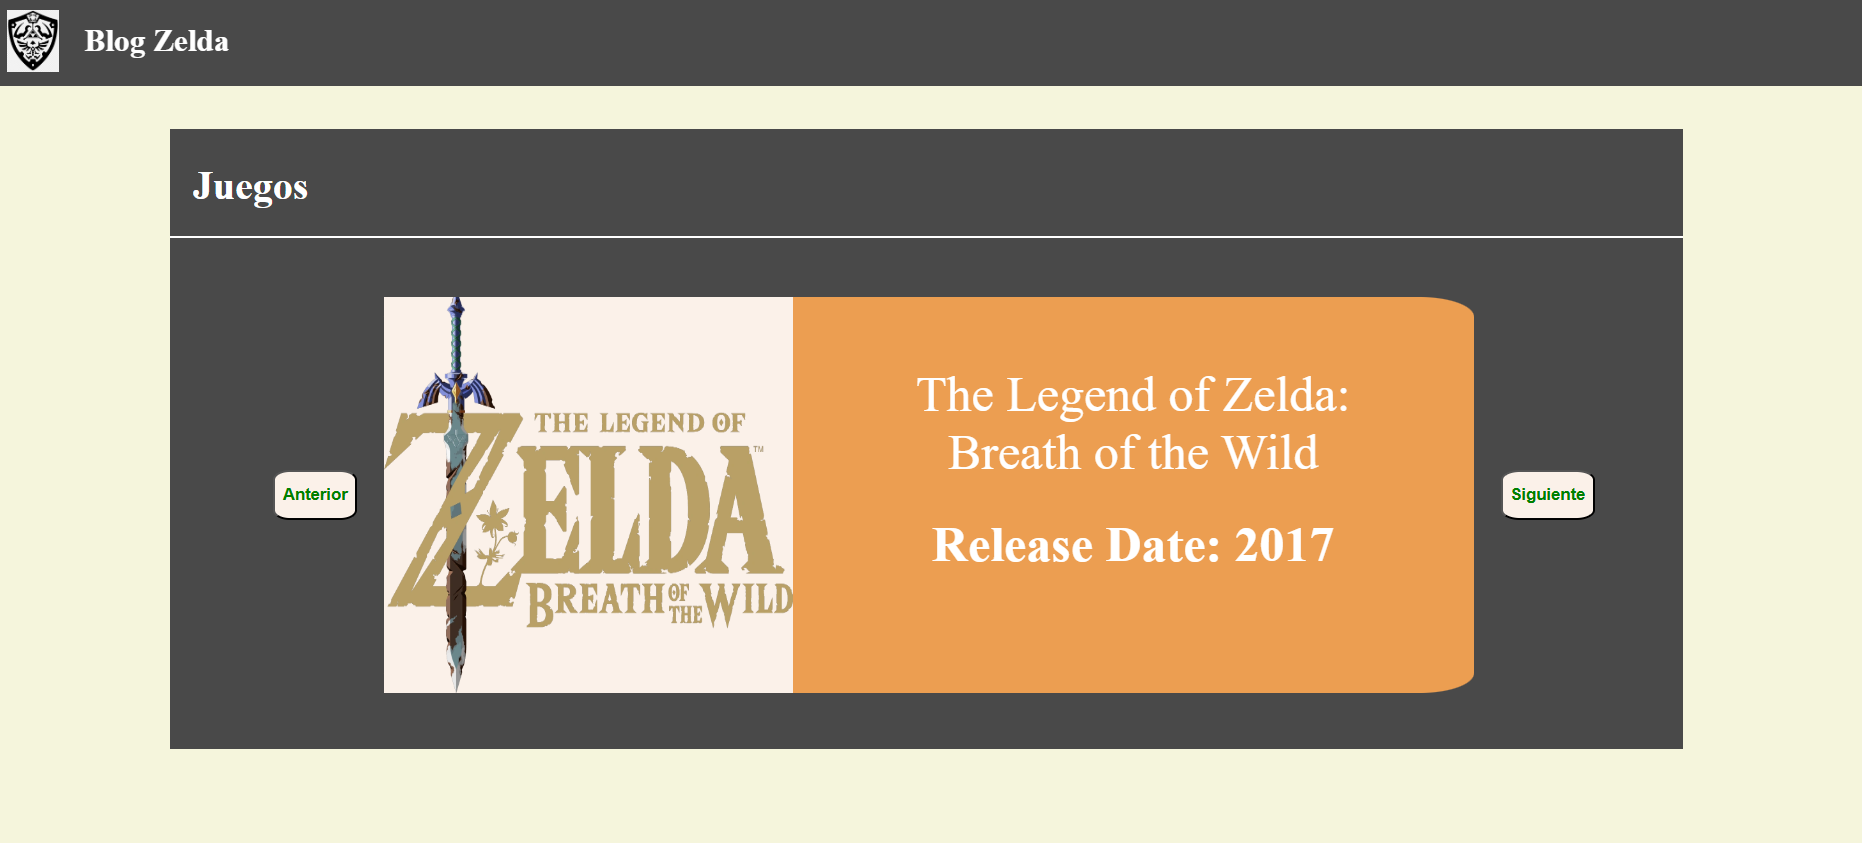 Blog Zelda
Juegos
THE LEGEND OF
ZELDA™
BREATH OF THE WILD
The Legend of Zelda:
Breath of the Wild
Release Date: 2017
Anterior
Siguiente